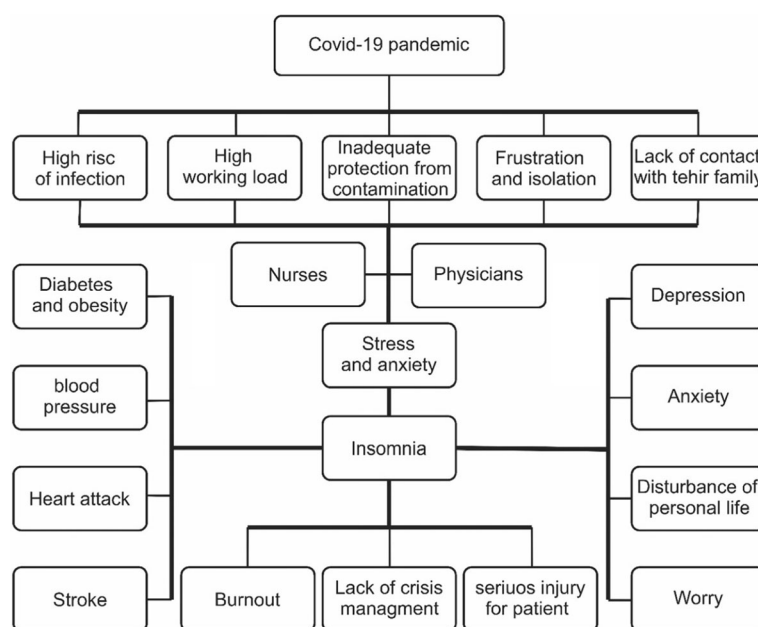 Covid-19 pandemic
High risc
of infection
High
working load
Inadequate
protection from
contamination
Frustration
and isolation
Lack of contact
with tehir family
Nurses
Physicians
Diabetes
and obesity
Depression
Stress
and anxiety
blood
pressure
Anxiety
Insomnia
Heart attack
Disturbance of
personal life
Stroke
Burnout
Lack of crisis
managment
seriuos injury
for patient
Worry